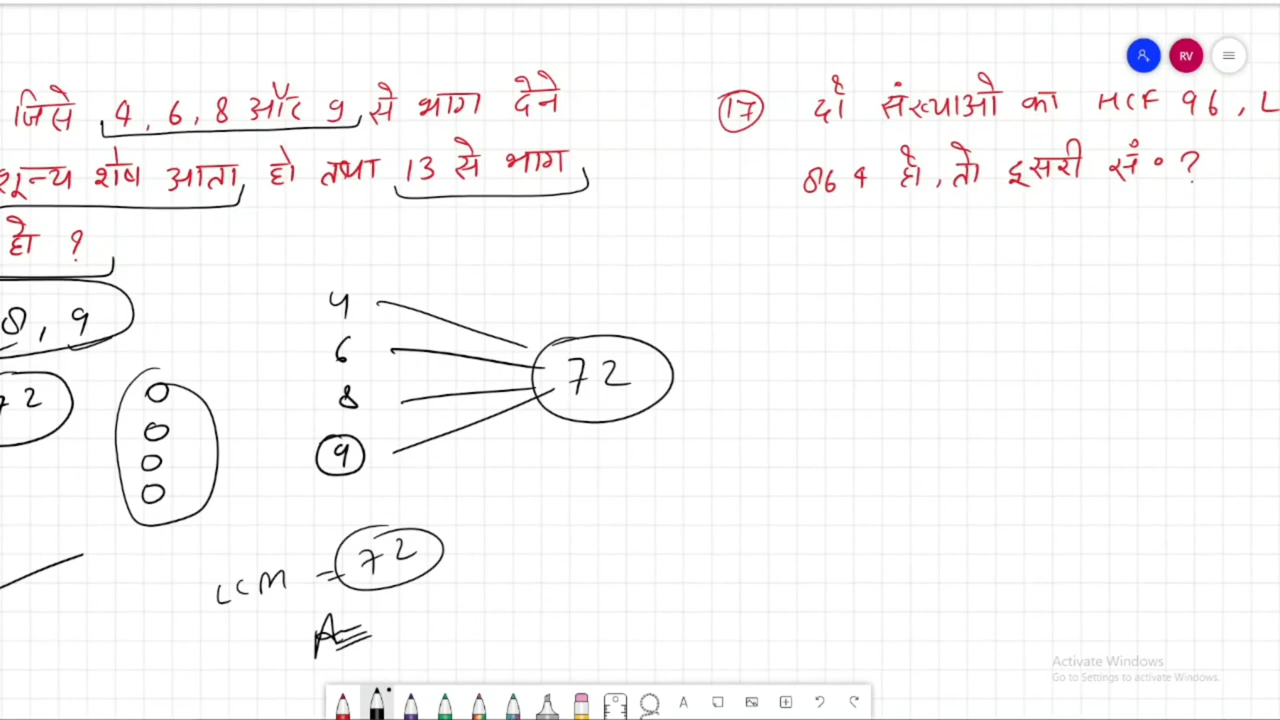 जिसे 4, 6, 8 और 9 से भाग देने
शून्य शेष आता हो तथा 13 से भाग
हो ?
8, 9
72
0
0
0
0
4
6
8
9
72
LCM = 72
A
RV
17 दो संख्याओ का HCF 96, L
864 है, तो दूसरी सं॰ ?
A
Activate Windows
Go to Settings to activate Windows.